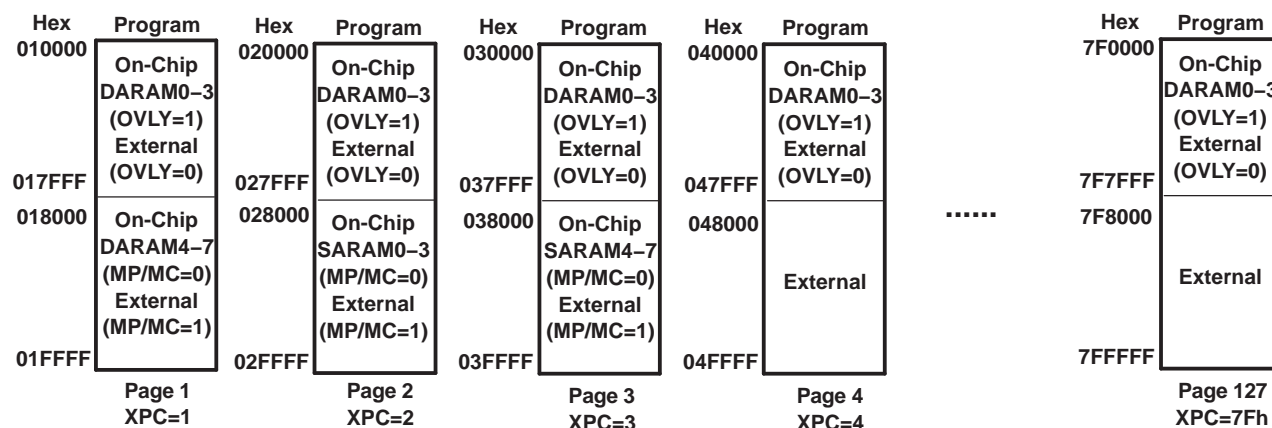 Hex Program
010000
On-Chip
DARAM0–3
(OVLY=1)
External
(OVLY=0)
017FFF
018000
On-Chip
DARAM4–7
(MP/MC=0)
External
(MP/MC=1)
01FFFF
Page 1
XPC=1
Hex Program
020000
On-Chip
DARAM0–3
(OVLY=1)
External
(OVLY=0)
027FFF
028000
On-Chip
SARAM0–3
(MP/MC=0)
External
(MP/MC=1)
02FFFF
Page 2
XPC=2
Hex Program
030000
On-Chip
DARAM0–3
(OVLY=1)
External
(OVLY=0)
037FFF
038000
On-Chip
SARAM4–7
(MP/MC=0)
External
(MP/MC=1)
03FFFF
Page 3
XPC=3
Hex Program
040000
On-Chip
DARAM0–3
(OVLY=1)
External
(OVLY=0)
047FFF
048000
External
04FFFF
Page 4
XPC=4
......
Hex Program
7F0000
On-Chip
DARAM0–3
(OVLY=1)
External
(OVLY=0)
7F7FFF
7F8000
External
7FFFFF
Page 127
XPC=7Fh